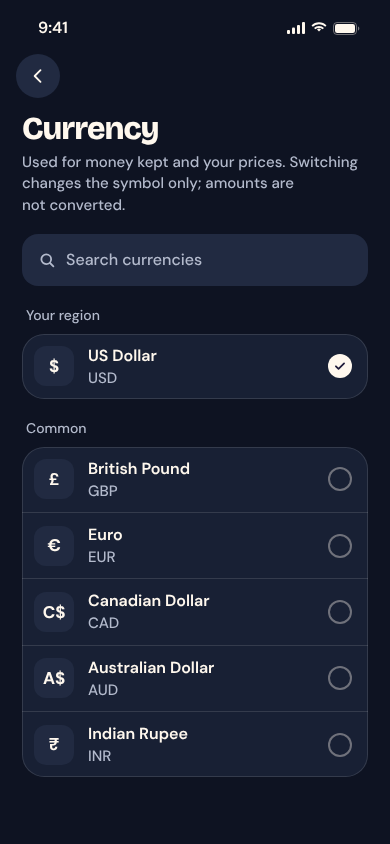 9:41
Currency
Used for money kept and your prices. Switching
changes the symbol only; amounts are
not converted.
Search currencies
Your region
$
US Dollar
USD
Common
£
British Pound
GBP
€
Euro
EUR
C$
Canadian Dollar
CAD
A$
Australian Dollar
AUD
₹
Indian Rupee
INR